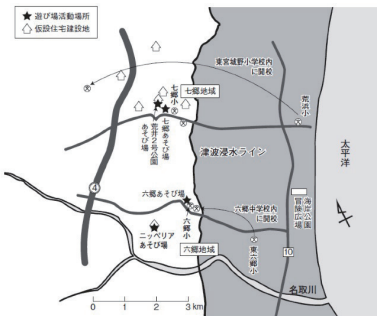 ★ 遊び場活動場所
仮設住宅建設地
東宮城野小学校内
に開校
荒浜小
七郷小
七郷地域
七郷あそび場
荒井2号公園
あそび場
津波浸水ライン
太平洋
4
六郷あそび場
六郷小
六郷中学校内
に開校
海岸公園
冒険広場
ニッペリア
あそび場
六郷地域
東六郷小
10
名取川
0 1 2 3 km